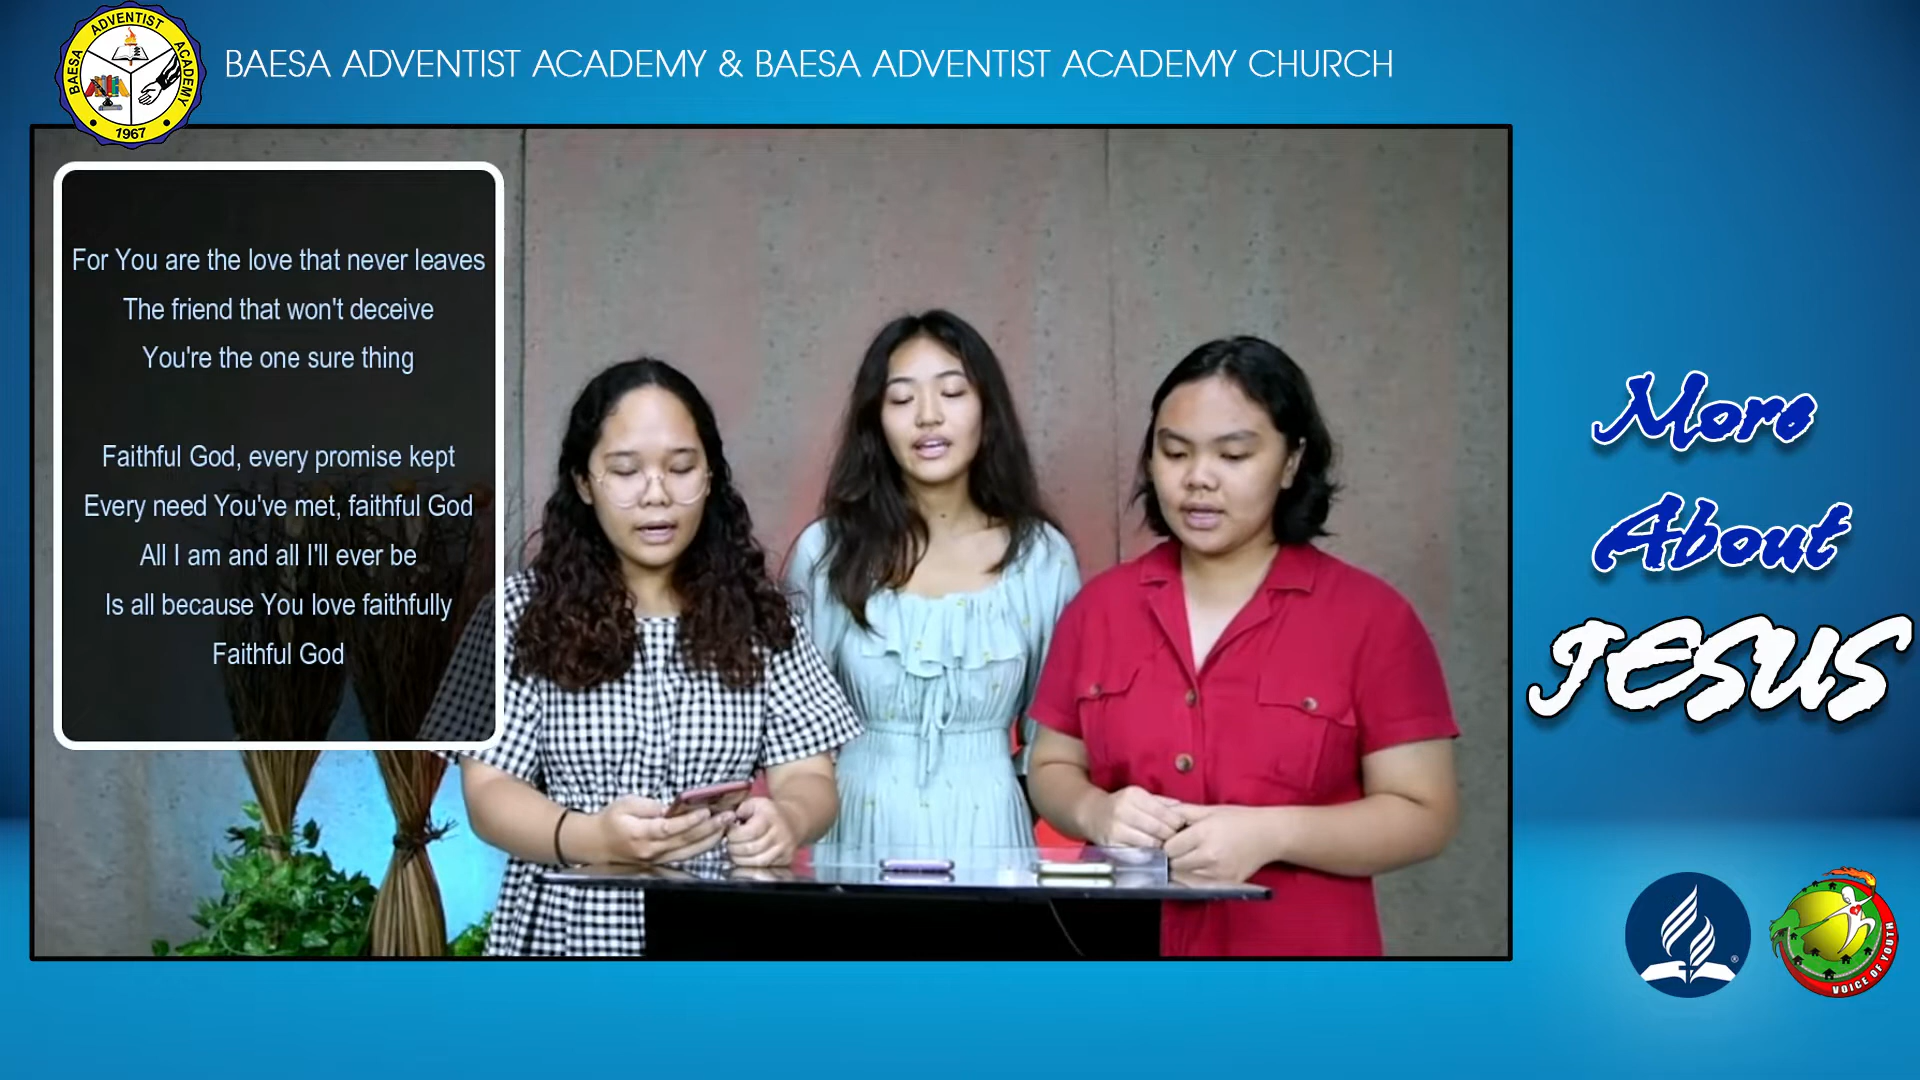 BAESA ADVENTIST ACADEMY
1967
BAESA ADVENTIST ACADEMY & BAESA ADVENTIST ACADEMY CHURCH
For You are the love that never leaves
The friend that won't deceive
You're the one sure thing
Faithful God, every promise kept
Every need You've met, faithful God
All I am and all I'll ever be
Is all because You love faithfully
Faithful God
More
About
JESUS
®
VOICE OF YOUTH